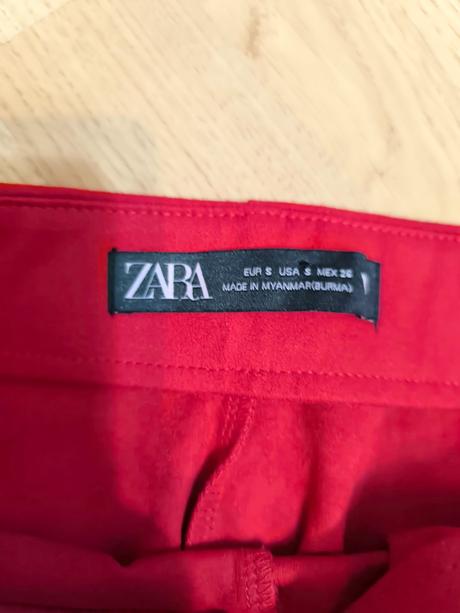 ZARA
EUR S USA S MEX 26
MADE IN MYANMAR(BURMA)